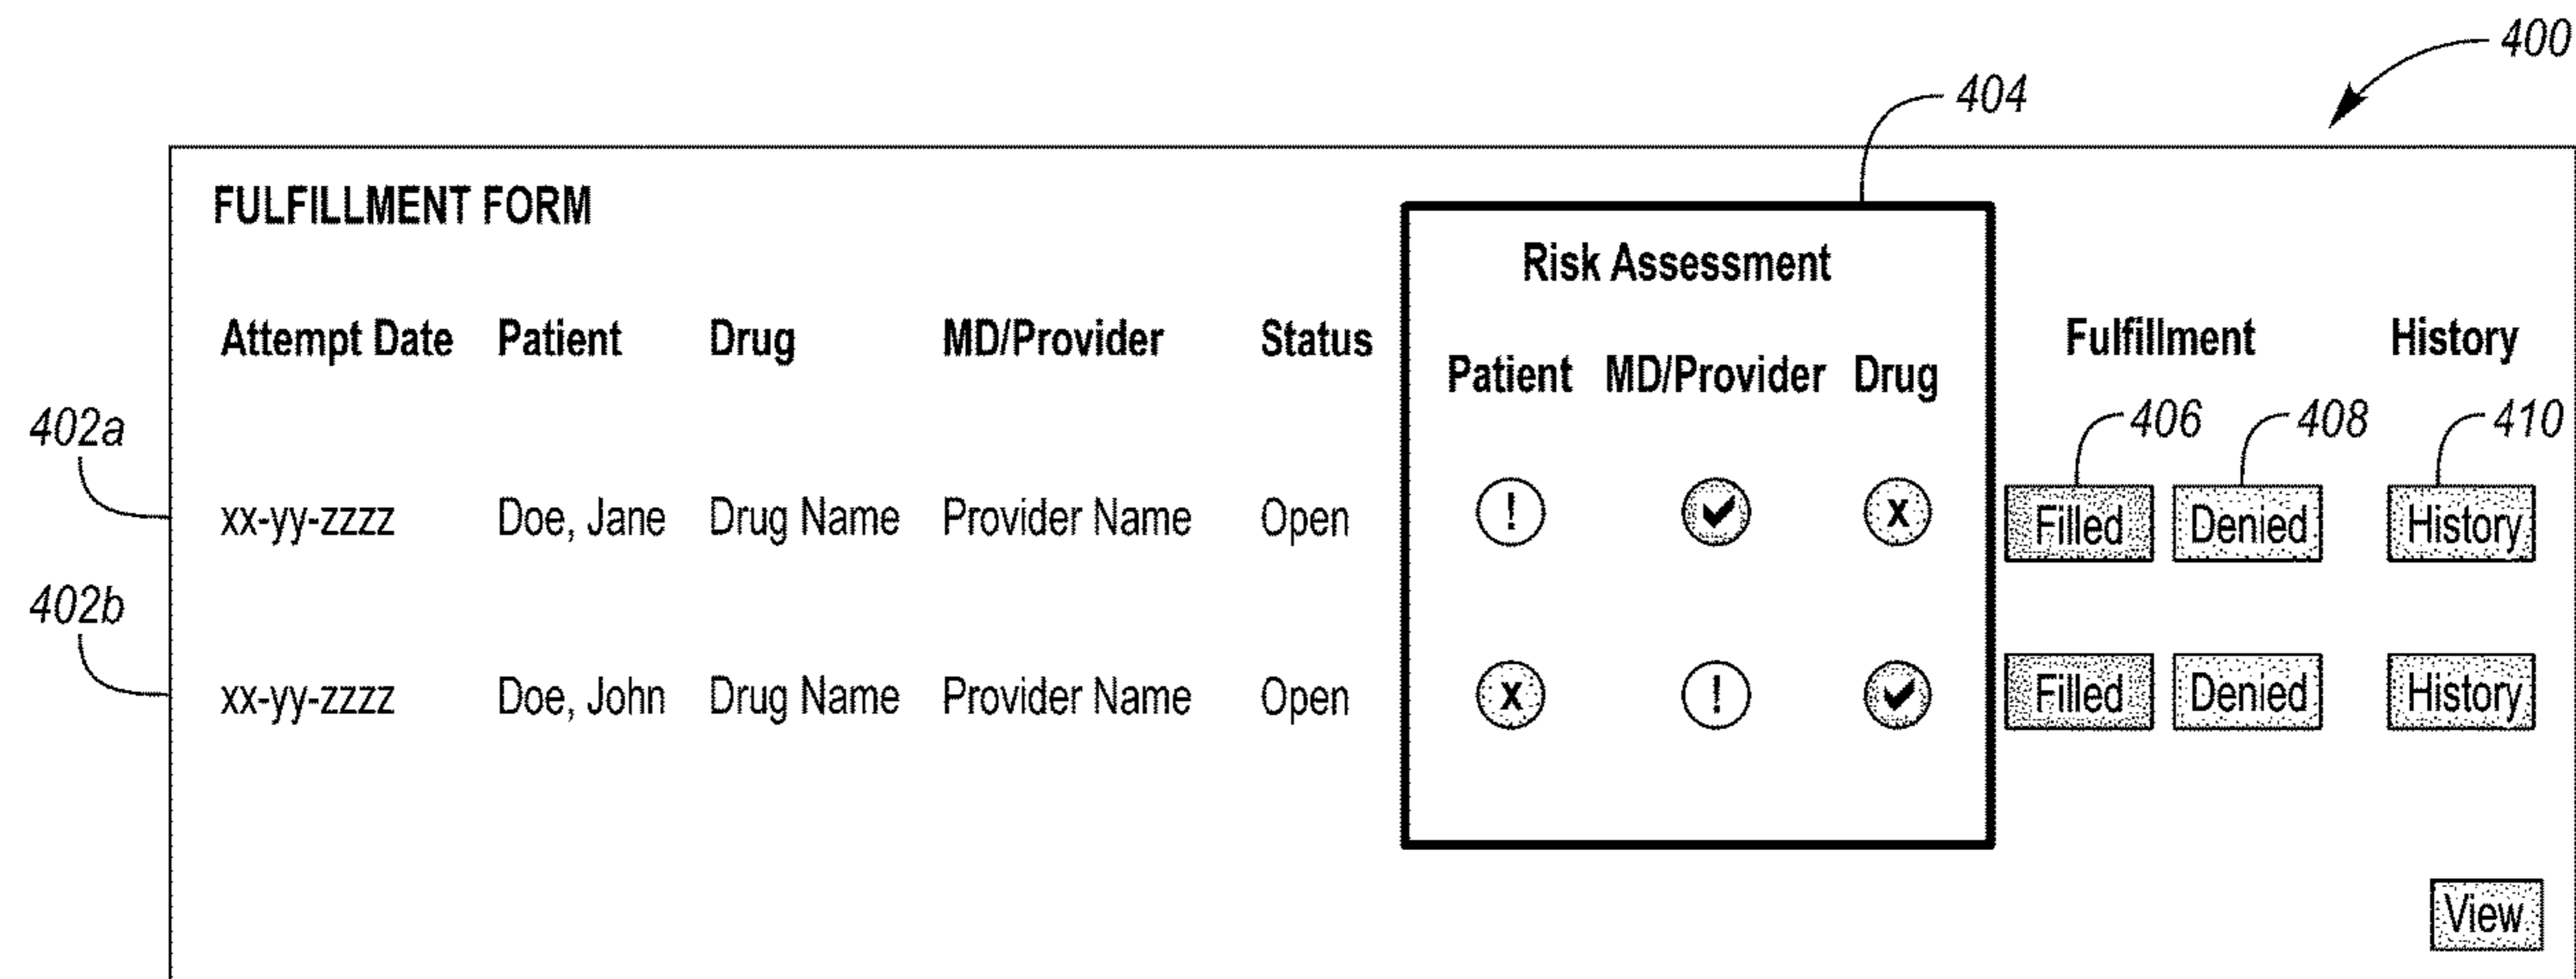 400
404
FULFILLMENT FORM
Risk Assessment
Attempt Date Patient Drug MD/Provider Status Fulfillment History
Patient MD/Provider Drug
402a 406 408 410
xx-yy-zzzz Doe, Jane Drug Name Provider Name Open ! ✔ x Filled Denied History
402b
xx-yy-zzzz Doe, John Drug Name Provider Name Open x ! ✔ Filled Denied History
View